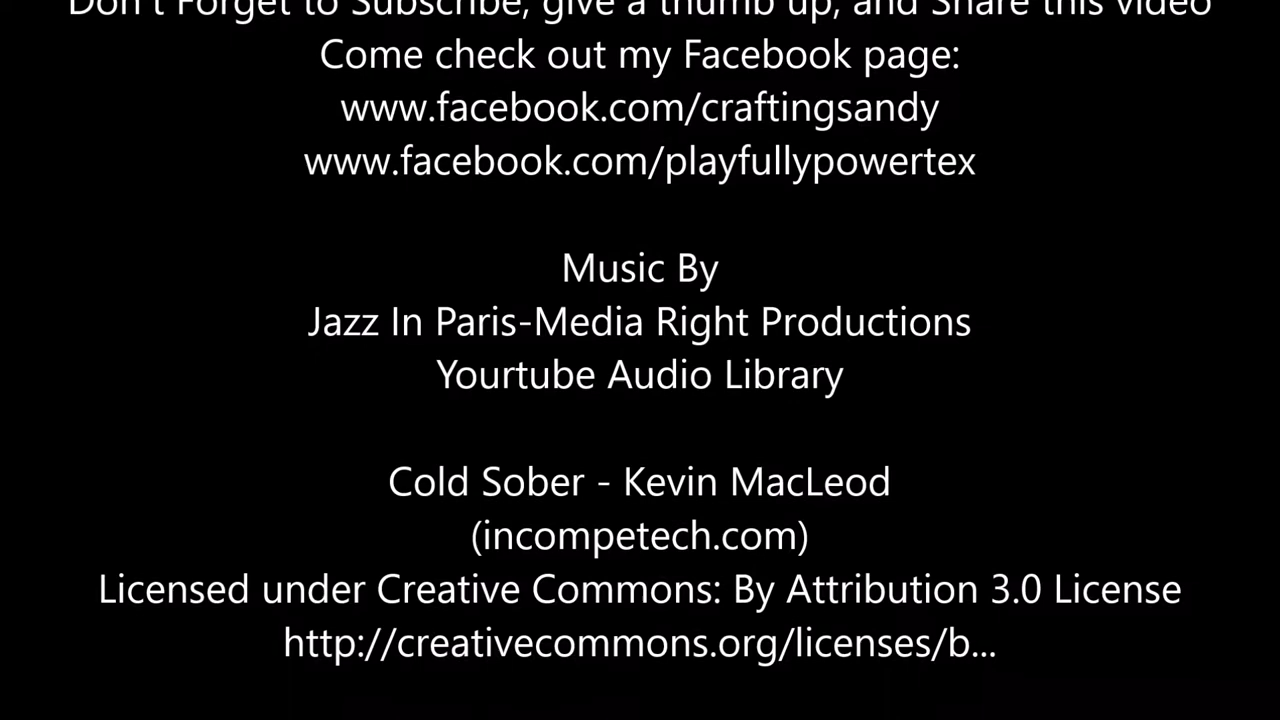 Don't Forget to Subscribe, give a thumb up, and Share this video
Come check out my Facebook page:
www.facebook.com/craftingsandy
www.facebook.com/playfullypowertex
Music By
Jazz In Paris-Media Right Productions
Yourtube Audio Library
Cold Sober - Kevin MacLeod
(incompetech.com)
Licensed under Creative Commons: By Attribution 3.0 License
http://creativecommons.org/licenses/b...